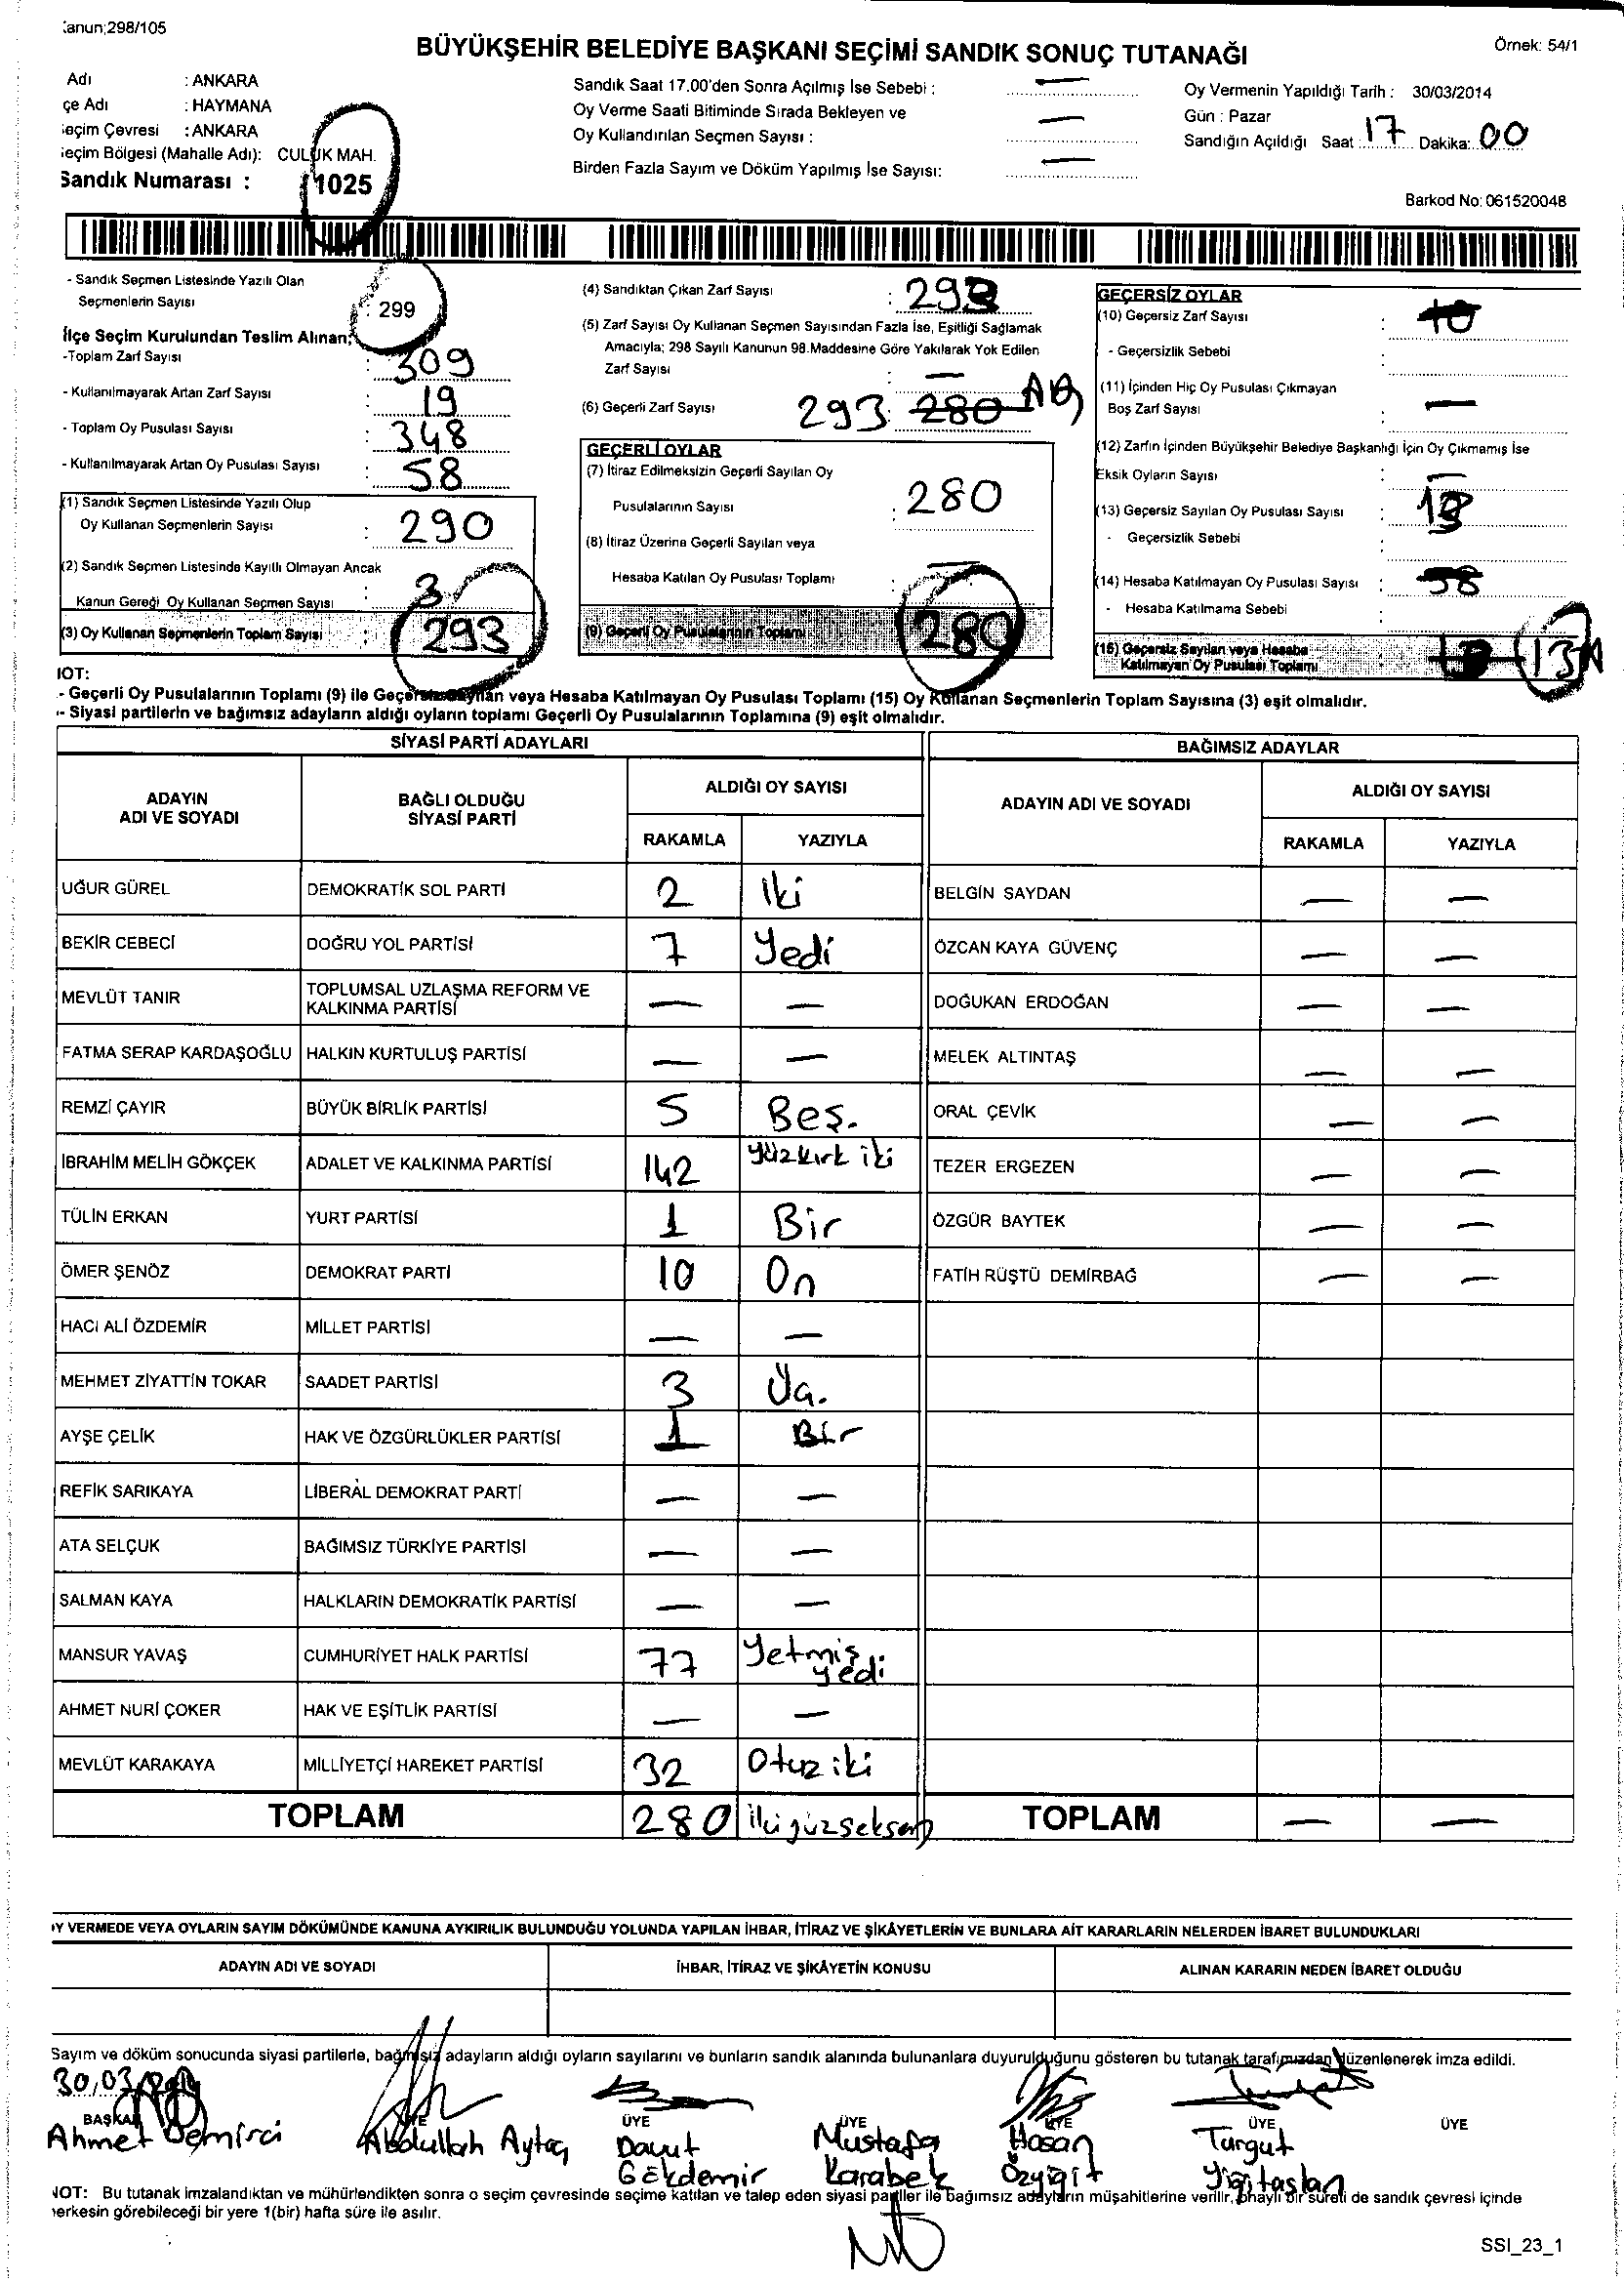 Kanun;298/105
Örnek: 54/1
BÜYÜKŞEHİR BELEDİYE BAŞKANI SEÇİMİ SANDIK SONUÇ TUTANAĞI
Adı : ANKARA
çe Adı : HAYMANA
eçim Çevresi : ANKARA
eçim Bölgesi (Mahalle Adı): CULUK MAH.
Sandık Numarası : 1025
Sandık Saat 17.00'den Sonra Açılmış İse Sebebi : —
Oy Verme Saati Bitiminde Sırada Bekleyen ve
Oy Kullandırılan Seçmen Sayısı : —
Birden Fazla Sayım ve Döküm Yapılmış İse Sayısı: —
Oy Vermenin Yapıldığı Tarih : 30/03/2014
Gün : Pazar
Sandığın Açıldığı Saat : 17 Dakika: 00
Barkod No: 061520048
- Sandık Seçmen Listesinde Yazılı Olan
Seçmenlerin Sayısı : 299
İlçe Seçim Kurulundan Teslim Alınan;
-Toplam Zarf Sayısı : 309
- Kullanılmayarak Artan Zarf Sayısı : 19
- Toplam Oy Pusulası Sayısı : 348
- Kullanılmayarak Artan Oy Pusulası Sayısı : 58
(1) Sandık Seçmen Listesinde Yazılı Olup
Oy Kullanan Seçmenlerin Sayısı : 290
(2) Sandık Seçmen Listesinde Kayıtlı Olmayan Ancak
Kanun Gereği Oy Kullanan Seçmen Sayısı : 3
(3) Oy Kullanan Seçmenlerin Toplam Sayısı : 293
(4) Sandıktan Çıkan Zarf Sayısı : 293
(5) Zarf Sayısı Oy Kullanan Seçmen Sayısından Fazla İse, Eşitliği Sağlamak
Amacıyla; 298 Sayılı Kanunun 98.Maddesine Göre Yakılarak Yok Edilen
Zarf Sayısı : —
(6) Geçerli Zarf Sayısı 293 : 280
GEÇERLİ OYLAR
(7) İtiraz Edilmeksizin Geçerli Sayılan Oy
Pusulalarının Sayısı : 280
(8) İtiraz Üzerine Geçerli Sayılan veya
Hesaba Katılan Oy Pusulası Toplamı : —
(9) Geçerli Oy Pusulalarının Toplamı 280
GEÇERSİZ OYLAR
(10) Geçersiz Zarf Sayısı :
- Geçersizlik Sebebi :
(11) İçinden Hiç Oy Pusulası Çıkmayan
Boş Zarf Sayısı : —
(12) Zarfın İçinden Büyükşehir Belediye Başkanlığı İçin Oy Çıkmamış İse
Eksik Oyların Sayısı : —
(13) Geçersiz Sayılan Oy Pusulası Sayısı :
- Geçersizlik Sebebi :
(14) Hesaba Katılmayan Oy Pusulası Sayısı : 58
- Hesaba Katılmama Sebebi :
(15) Geçersiz Sayılan veya Hesaba
Katılmayan Oy Pusulası Toplamı 13
NOT:
- Geçerli Oy Pusulalarının Toplamı (9) ile Geçersiz Sayılan veya Hesaba Katılmayan Oy Pusulası Toplamı (15) Oy Kullanan Seçmenlerin Toplam Sayısına (3) eşit olmalıdır.
- Siyasi partilerin ve bağımsız adayların aldığı oyların toplamı Geçerli Oy Pusulalarının Toplamına (9) eşit olmalıdır.
SİYASİ PARTİ ADAYLARI
BAĞIMSIZ ADAYLAR
ADAYIN ADI VE SOYADI
BAĞLI OLDUĞU SİYASİ PARTİ
ALDIĞI OY SAYISI
RAKAMLA YAZIYLA
ADAYIN ADI VE SOYADI
ALDIĞI OY SAYISI
RAKAMLA YAZIYLA
UĞUR GÜREL DEMOKRATİK SOL PARTİ 2 İki BELGİN SAYDAN — —
BEKİR CEBECİ DOĞRU YOL PARTİSİ 7 Yedi ÖZCAN KAYA GÜVENÇ — —
MEVLÜT TANIR TOPLUMSAL UZLAŞMA REFORM VE KALKINMA PARTİSİ — — DOĞUKAN ERDOĞAN — —
FATMA SERAP KARDAŞOĞLU HALKIN KURTULUŞ PARTİSİ — — MELEK ALTINTAŞ — —
REMZİ ÇAYIR BÜYÜK BİRLİK PARTİSİ 5 Beş. ORAL ÇEVİK — —
İBRAHİM MELİH GÖKÇEK ADALET VE KALKINMA PARTİSİ 142 yüzkırk iki TEZER ERGEZEN — —
TÜLİN ERKAN YURT PARTİSİ 1 Bir ÖZGÜR BAYTEK — —
ÖMER ŞENÖZ DEMOKRAT PARTİ 10 On FATİH RÜŞTÜ DEMİRBAĞ — —
HACI ALİ ÖZDEMİR MİLLET PARTİSİ — —
MEHMET ZİYATTİN TOKAR SAADET PARTİSİ 3 Üç.
AYŞE ÇELİK HAK VE ÖZGÜRLÜKLER PARTİSİ 1 Bir
REFİK SARIKAYA LİBERAL DEMOKRAT PARTİ — —
ATA SELÇUK BAĞIMSIZ TÜRKİYE PARTİSİ — —
SALMAN KAYA HALKLARIN DEMOKRATİK PARTİSİ — —
MANSUR YAVAŞ CUMHURİYET HALK PARTİSİ 77 Yetmiş yedi
AHMET NURİ ÇOKER HAK VE EŞİTLİK PARTİSİ — —
MEVLÜT KARAKAYA MİLLİYETÇİ HAREKET PARTİSİ 32 Otuz iki
TOPLAM 280 ikiyüzseksen TOPLAM — —
OY VERMEDE VEYA OYLARIN SAYIM DÖKÜMÜNDE KANUNA AYKIRILIK BULUNDUĞU YOLUNDA YAPILAN İHBAR, İTİRAZ VE ŞİKÂYETLERİN VE BUNLARA AİT KARARLARIN NELERDEN İBARET BULUNDUKLARI
ADAYIN ADI VE SOYADI İHBAR, İTİRAZ VE ŞİKÂYETİN KONUSU ALINAN KARARIN NEDEN İBARET OLDUĞU
Sayım ve döküm sonucunda siyasi partilerle, bağımsız adayların aldığı oyların sayılarını ve bunların sandık alanında bulunanlara duyurulduğunu gösteren bu tutanak tarafımızdan düzenlenerek imza edildi.
30,03,2014
BAŞKAN ÜYE ÜYE ÜYE ÜYE ÜYE ÜYE
Ahmet Demirci Abdullah Aytaç Davut Gökdemir Mustafa Karabek Hasan Özyiğit Turgut Yiğitaslan
NOT: Bu tutanak imzalandıktan ve mühürlendikten sonra o seçim çevresinde seçime katılan ve talep eden siyasi partiler ile bağımsız adayların müşahitlerine verilir, onaylı bir sureti de sandık çevresi içinde
herkesin görebileceği bir yere 1(bir) hafta süre ile asılır.
SSI_23_1